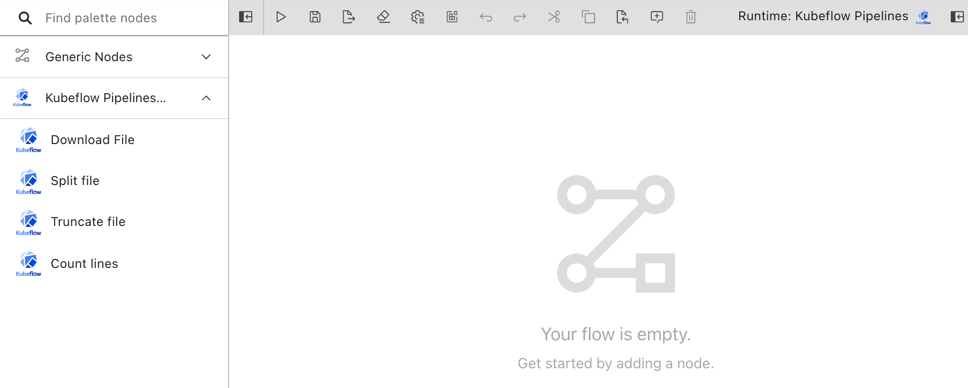 Find palette nodes
Runtime: Kubeflow Pipelines
Generic Nodes
Kubeflow
Kubeflow Pipelines...
Kubeflow
Download File
Kubeflow
Split file
Kubeflow
Truncate file
Kubeflow
Count lines
Your flow is empty.
Get started by adding a node.